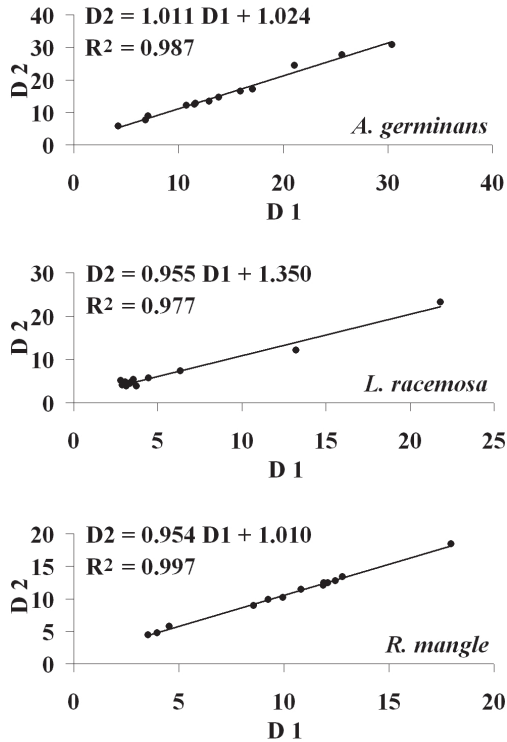 D2 = 1.011 D1 + 1.024
R² = 0.987
40
30
20
10
0
D 2
A. germinans
0 10 20 30 40
D 1
D2 = 0.955 D1 + 1.350
R² = 0.977
30
20
10
0
D 2
L. racemosa
0 5 10 15 20 25
D 1
D2 = 0.954 D1 + 1.010
R² = 0.997
20
15
10
5
0
D 2
R. mangle
5 10 15 20
D 1